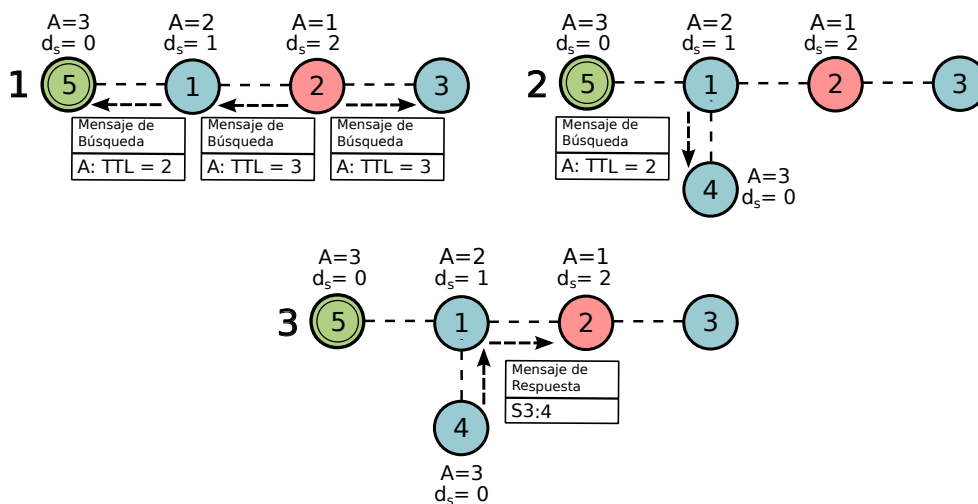 A=3 A=2 A=1
dₛ= 0 dₛ= 1 dₛ= 2
1 5 1 2 3
Mensaje de Búsqueda
A: TTL = 2
Mensaje de Búsqueda
A: TTL = 3
Mensaje de Búsqueda
A: TTL = 3
A=3 A=2 A=1
dₛ= 0 dₛ= 1 dₛ= 2
2 5 1 2 3
Mensaje de
Búsqueda
A: TTL = 2
4
A=3
dₛ= 0
A=3 A=2 A=1
dₛ= 0 dₛ= 1 dₛ= 2
3 5 1 2 3
Mensaje de
Respuesta
S3:4
4
A=3
dₛ= 0